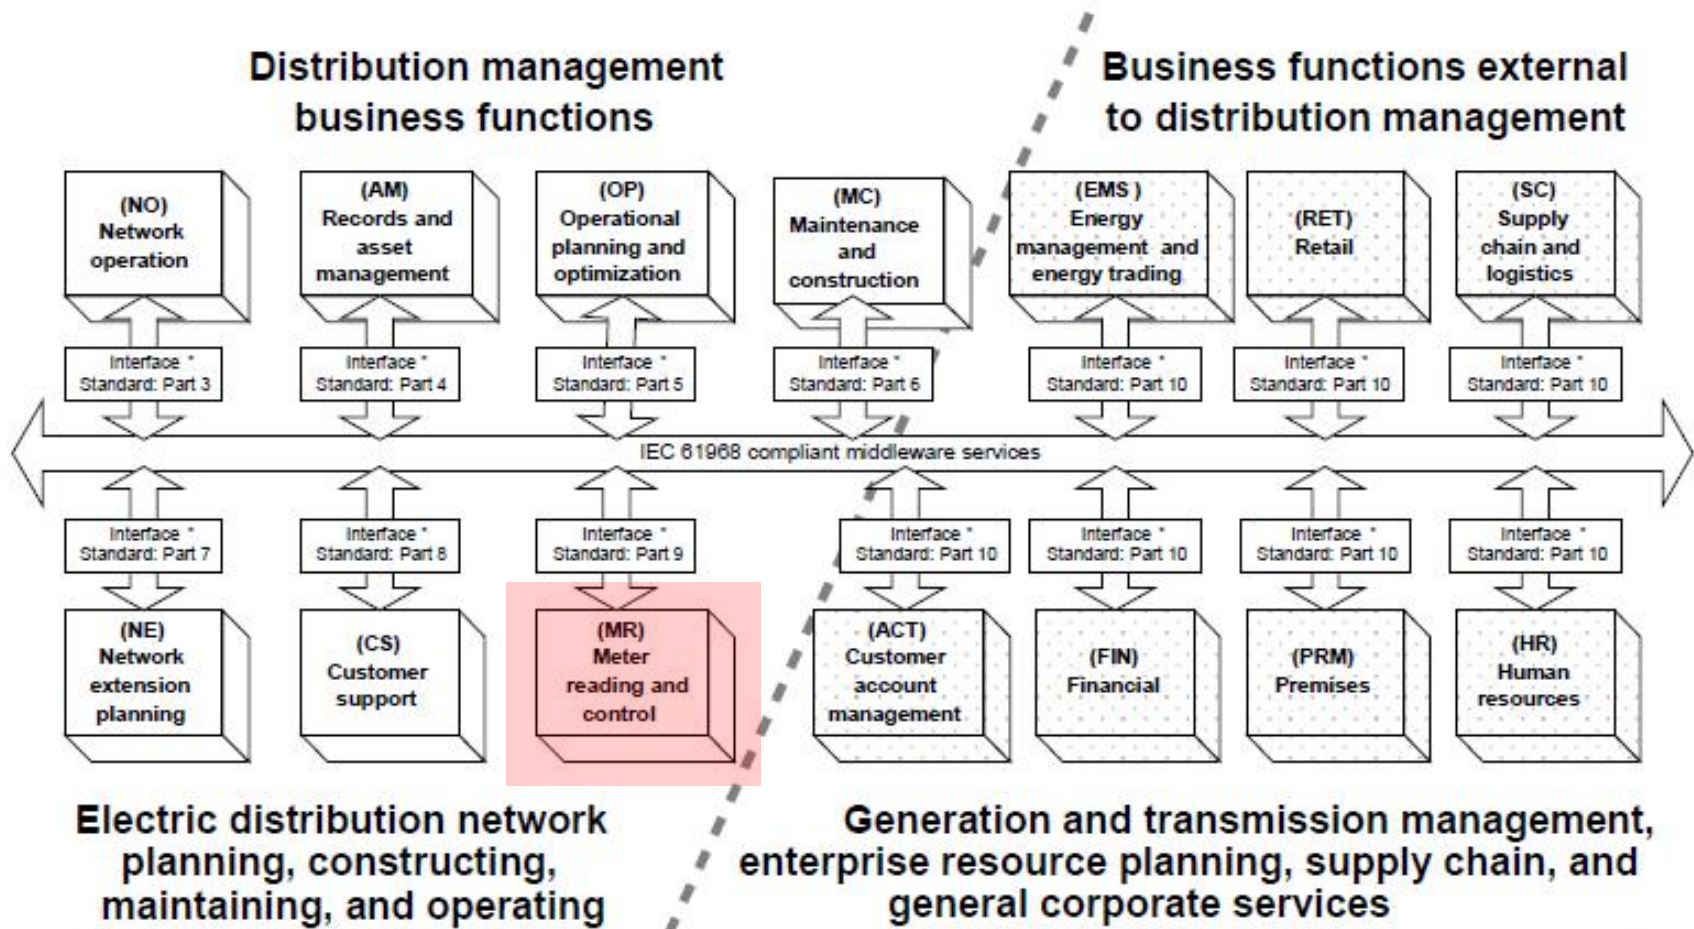 Distribution management
business functions
Business functions external
to distribution management
(NO)
Network
operation
(AM)
Records and
asset
management
(OP)
Operational
planning and
optimization
(MC)
Maintenance
and
construction
(EMS )
Energy
management and
energy trading
(RET)
Retail
(SC)
Supply
chain and
logistics
Interface *
Standard: Part 3
Interface *
Standard: Part 4
Interface *
Standard: Part 5
Interface *
Standard: Part 6
Interface *
Standard: Part 10
Interface *
Standard: Part 10
Interface *
Standard: Part 10
IEC 61968 compliant middleware services
Interface *
Standard: Part 7
Interface *
Standard: Part 8
Interface *
Standard: Part 9
Interface *
Standard: Part 10
Interface *
Standard: Part 10
Interface *
Standard: Part 10
Interface *
Standard: Part 10
(NE)
Network
extension
planning
(CS)
Customer
support
(MR)
Meter
reading and
control
(ACT)
Customer
account
management
(FIN)
Financial
(PRM)
Premises
(HR)
Human
resources
Electric distribution network
planning, constructing,
maintaining, and operating
Generation and transmission management,
enterprise resource planning, supply chain, and
general corporate services